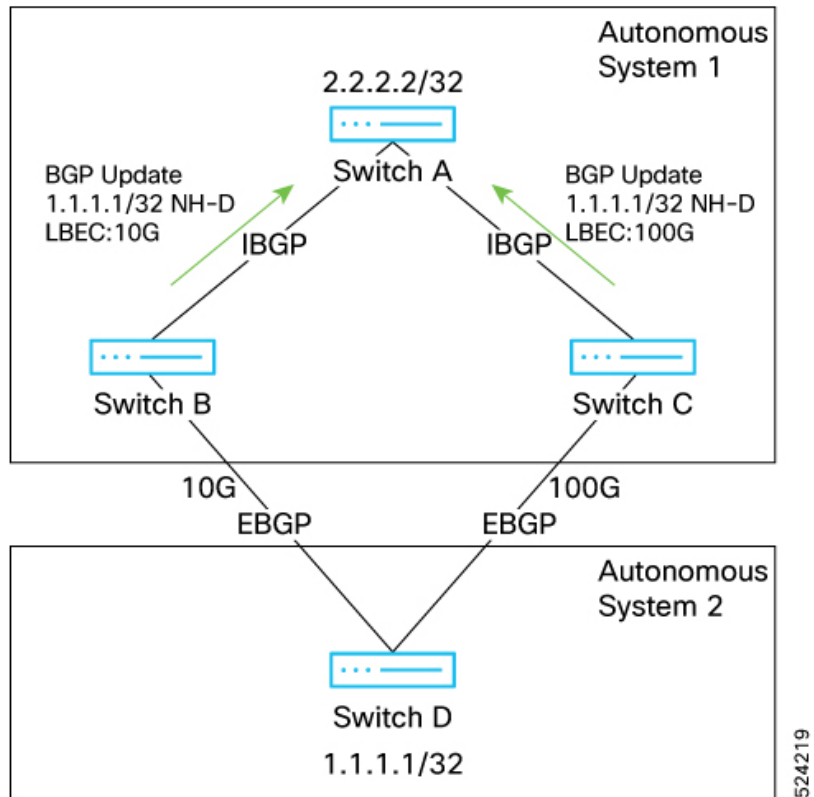 Autonomous
System 1
2.2.2.2/32
Switch A
BGP Update
1.1.1.1/32 NH-D
LBEC:10G
BGP Update
1.1.1.1/32 NH-D
LBEC:100G
IBGP
IBGP
Switch B
Switch C
10G
100G
EBGP
EBGP
Autonomous
System 2
Switch D
1.1.1.1/32
524219